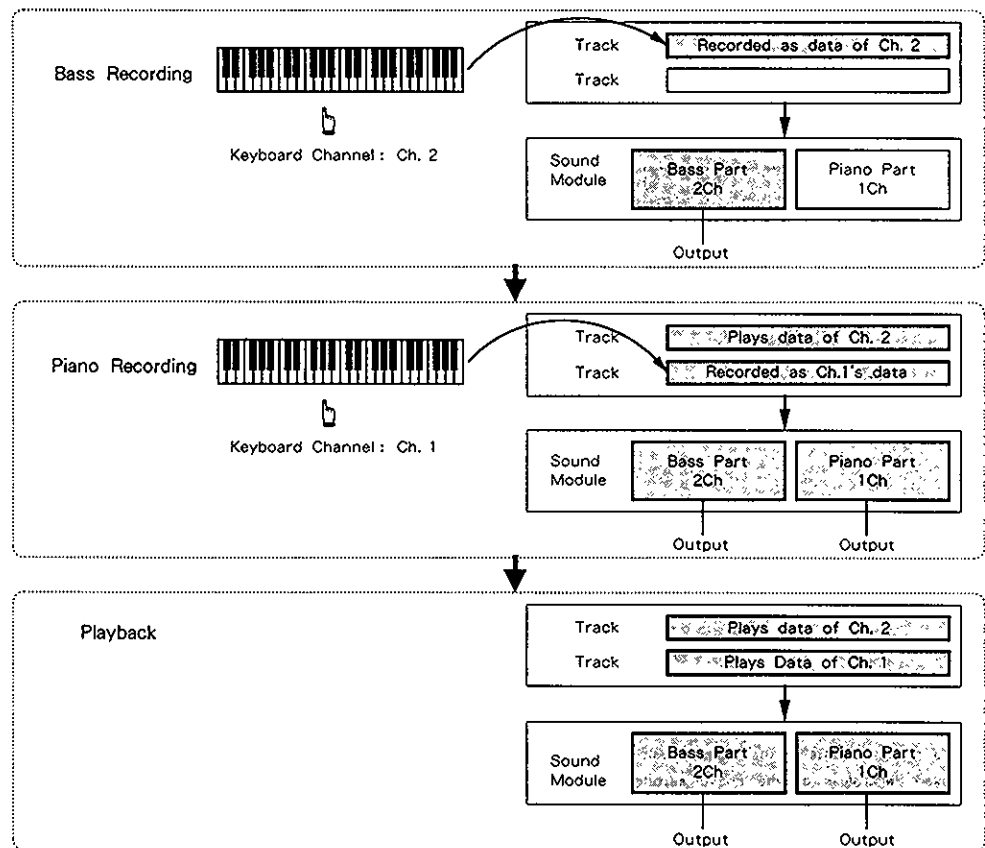 Bass Recording
Keyboard Channel: Ch. 2
Track
Recorded as data of Ch. 2
Track
Sound
Module
Bass Part
2Ch
Piano Part
1Ch
Output
Piano Recording
Keyboard Channel: Ch. 1
Track
Plays data of Ch. 2
Track
Recorded as Ch.1's data
Sound
Module
Bass Part
2Ch
Piano Part
1Ch
Output
Output
Playback
Track
Plays data of Ch. 2
Track
Plays Data of Ch. 1
Sound
Module
Bass Part
2Ch
Piano Part
1Ch
Output
Output